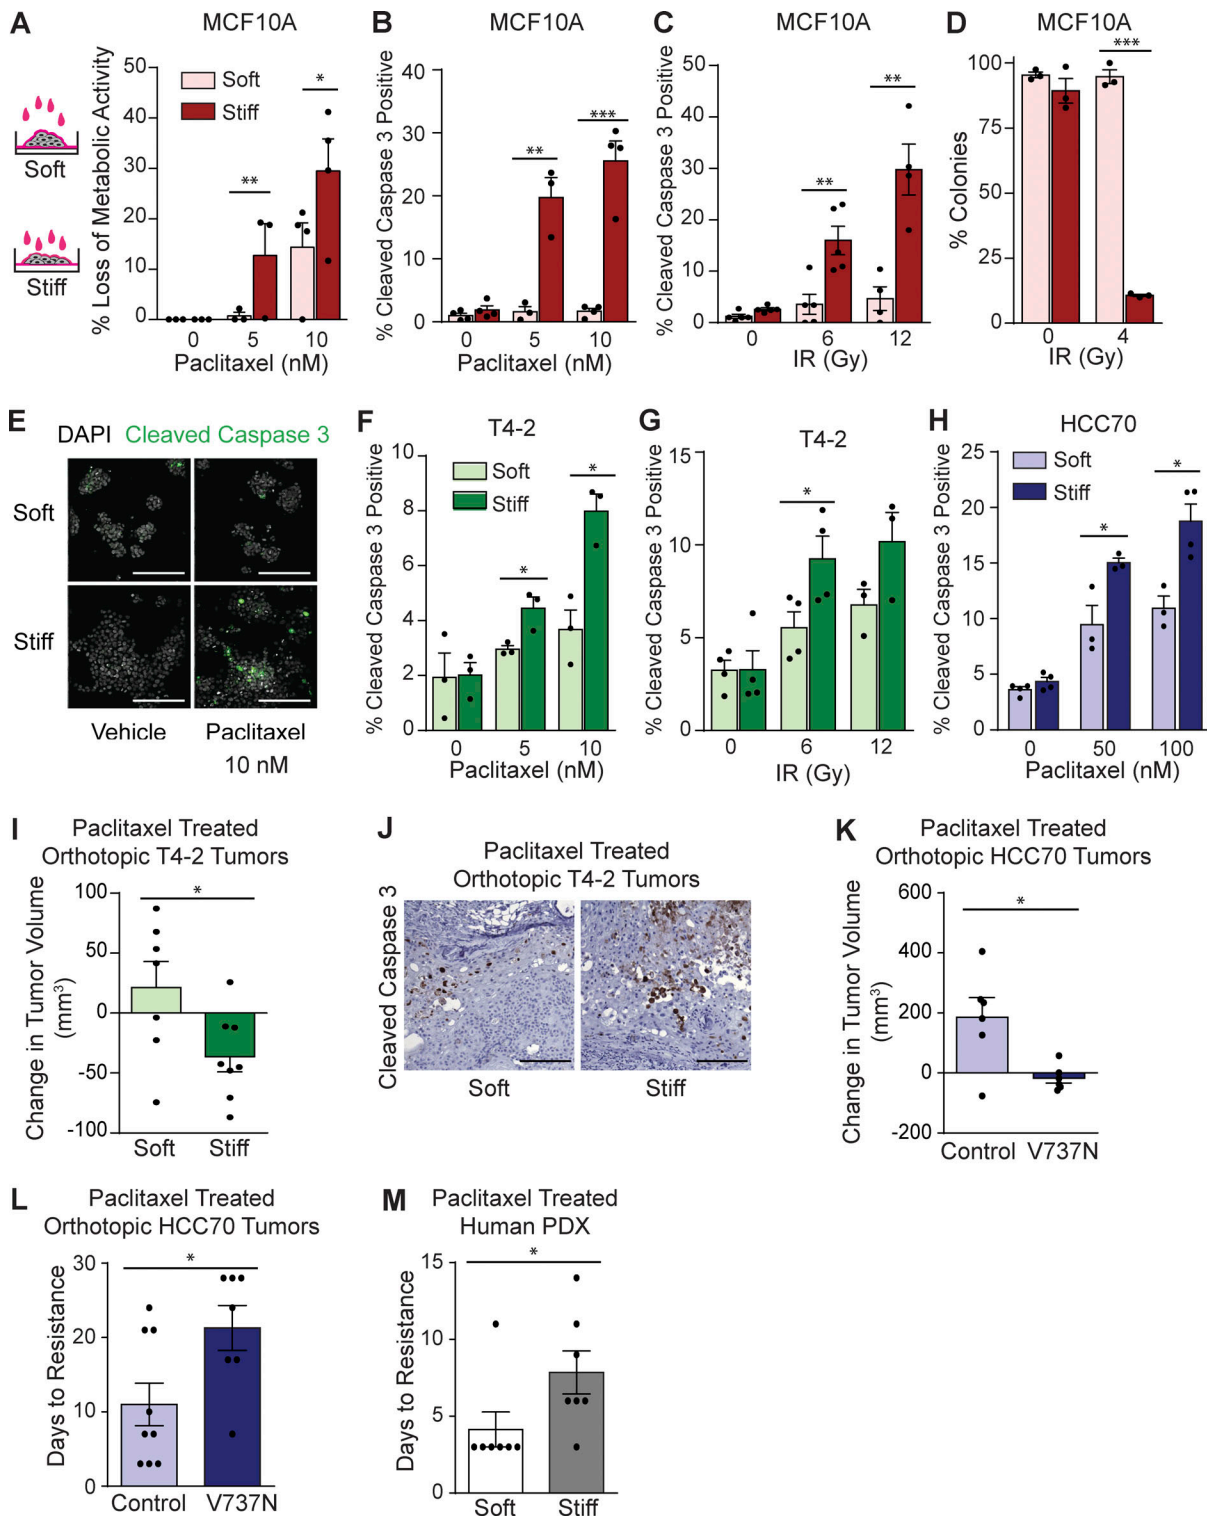 A
MCF10A
% Loss of Metabolic Activity
50
40
30
20
10
0
Soft
Stiff
Soft
Stiff
**
*
0 5 10
Paclitaxel (nM)
B
MCF10A
% Cleaved Caspase 3 Positive
40
30
20
10
0
**
***
0 5 10
Paclitaxel (nM)
C
MCF10A
% Cleaved Caspase 3 Positive
50
40
30
20
10
0
**
**
0 6 12
IR (Gy)
D
MCF10A
% Colonies
100
75
50
25
0
***
0 4
IR (Gy)
E
DAPI Cleaved Caspase 3
Soft
Stiff
Vehicle
Paclitaxel
10 nM
F
T4-2
% Cleaved Caspase 3 Positive
10
8
6
4
2
0
Soft
Stiff
*
*
0 5 10
Paclitaxel (nM)
G
T4-2
% Cleaved Caspase 3 Positive
15
10
5
0
*
0 6 12
IR (Gy)
H
HCC70
% Cleaved Caspase 3 Positive
25
20
15
10
5
0
Soft
Stiff
*
*
0 50 100
Paclitaxel (nM)
I
Paclitaxel Treated
Orthotopic T4-2 Tumors
Change in Tumor Volume
(mm³)
100
50
0
-50
-100
*
Soft Stiff
J
Paclitaxel Treated
Orthotopic T4-2 Tumors
Cleaved Caspase 3
Soft Stiff
K
Paclitaxel Treated
Orthotopic HCC70 Tumors
Change in Tumor Volume
(mm³)
600
400
200
0
-200
*
Control V737N
L
Paclitaxel Treated
Orthotopic HCC70 Tumors
Days to Resistance
30
20
10
0
*
Control V737N
M
Paclitaxel Treated
Human PDX
Days to Resistance
15
10
5
0
*
Soft Stiff